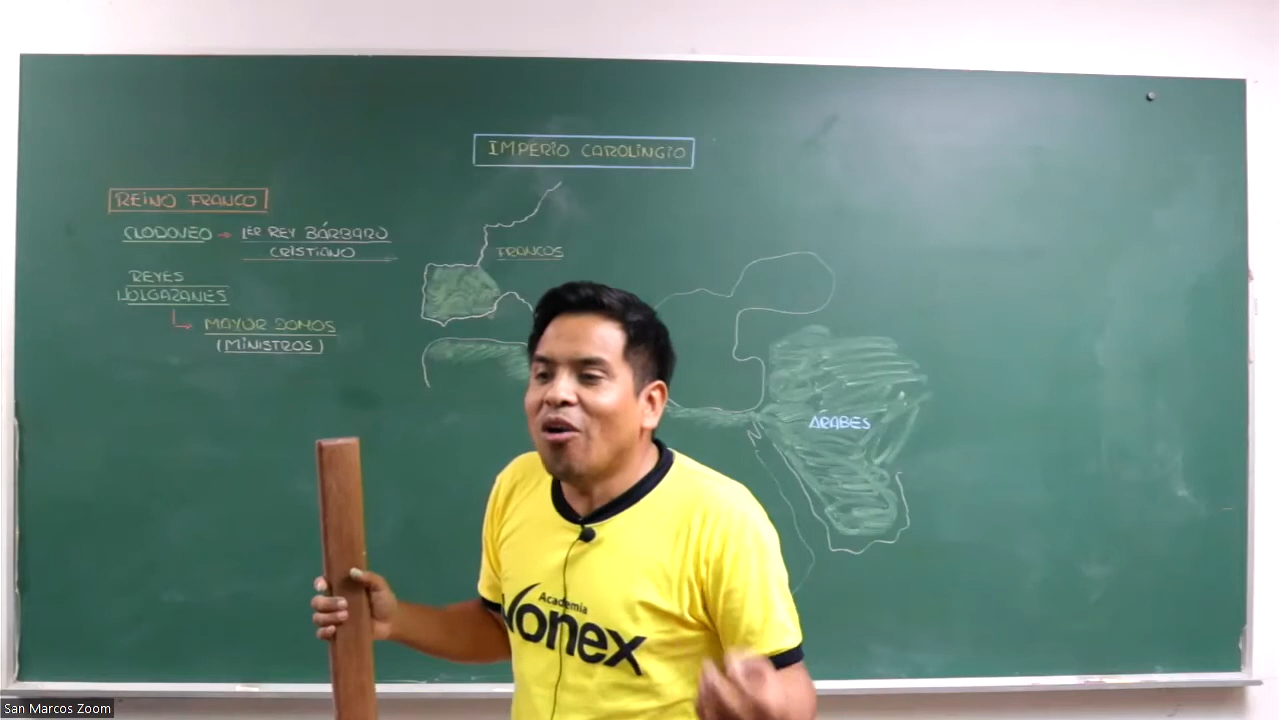 IMPERIO CAROLINGIO
REINO FRANCO
CLODOVEO → 1ER REY BÁRBARO
CRISTIANO
FRANCOS
REYES
HOLGAZANES
MAYOR DOMOS
(MINISTROS)
ÁRABES
Academia
Vonex
San Marcos Zoom